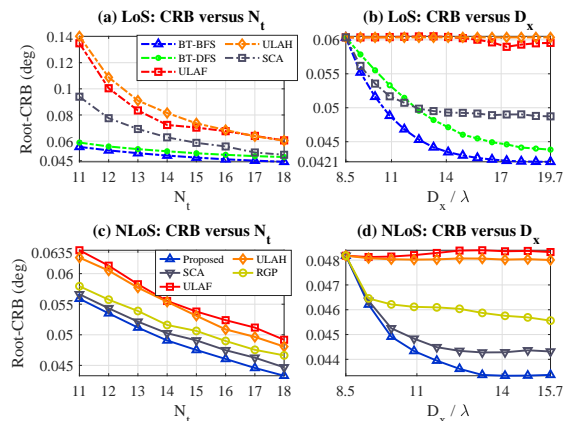 (a) LoS: CRB versus N_t
Root-CRB (deg)
0.14
0.12
0.1
0.08
0.06
0.045
BT-BFS
BT-DFS
ULAF
ULAH
SCA
11 12 13 14 15 16 17 18
N_t
(b) LoS: CRB versus D_x
0.06
0.055
0.05
0.045
0.0421
8.5 11 14 17 19.7
D_x / λ
(c) NLoS: CRB versus N_t
Root-CRB (deg)
0.0635
0.06
0.055
0.05
0.045
Proposed
SCA
ULAF
ULAH
RGP
11 12 13 14 15 16 17 18
N_t
(d) NLoS: CRB versus D_x
0.048
0.047
0.046
0.045
0.044
8.5 11 14 15.7
D_x / λ